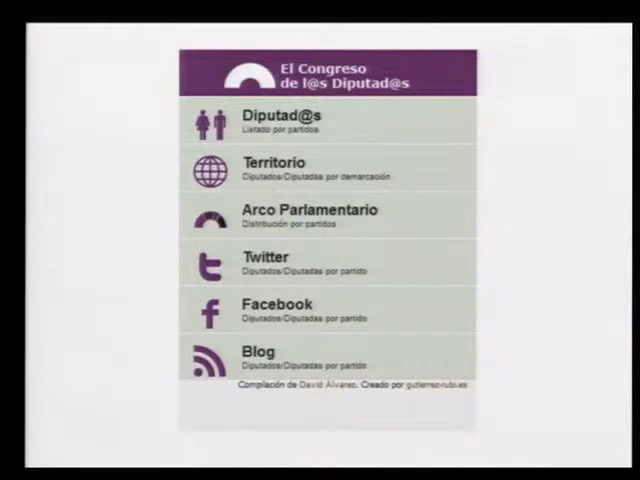 El Congreso
de l@s Diputad@s
Diputad@s
Listado por partidos
Territorio
Diputados/Diputadas por demarcación
Arco Parlamentario
Distribución por partidos
Twitter
Diputados/Diputadas por partido
Facebook
Diputados/Diputadas por partido
Blog
Diputados/Diputadas por partido
Compilación de David Álvarez. Creado por gutierrez-rubi.es